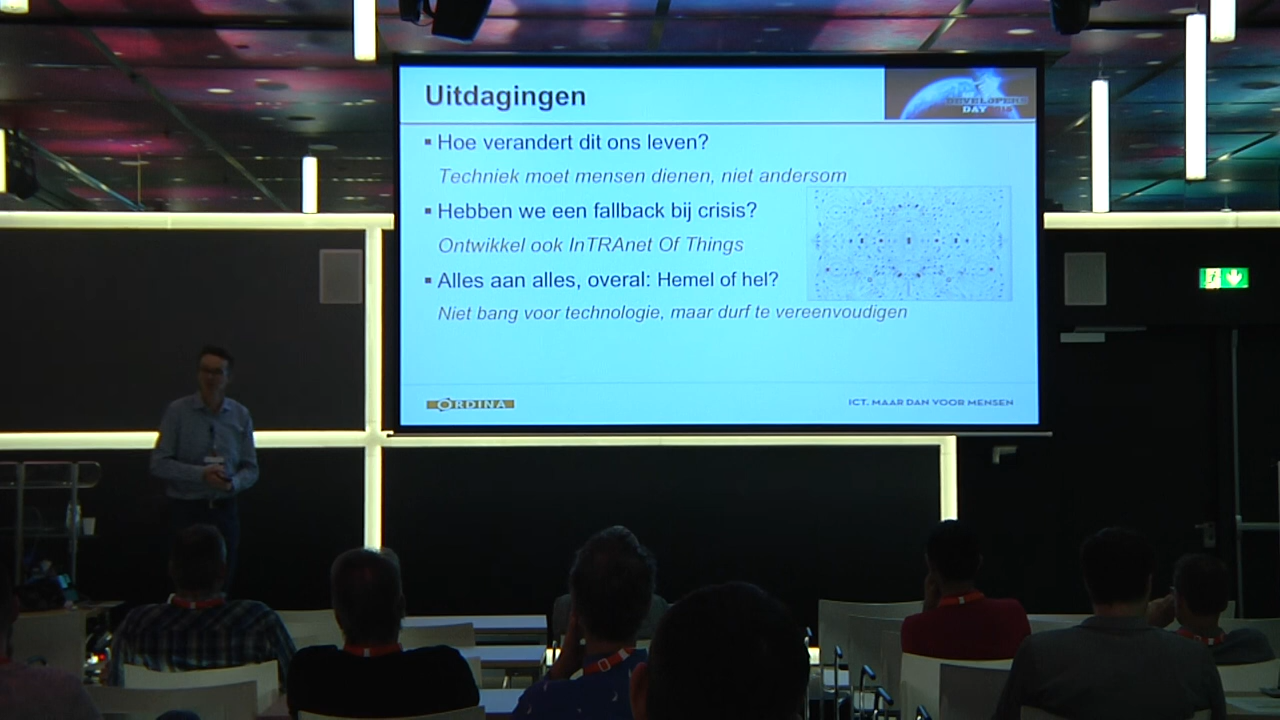 Uitdagingen
DEVELOPERS
DAY 2015
Hoe verandert dit ons leven?
Techniek moet mensen dienen, niet andersom
Hebben we een fallback bij crisis?
Ontwikkel ook InTRAnet Of Things
Alles aan alles, overal: Hemel of hel?
Niet bang voor technologie, maar durf te vereenvoudigen
ORDINA
ICT. MAAR DAN VOOR MENSEN